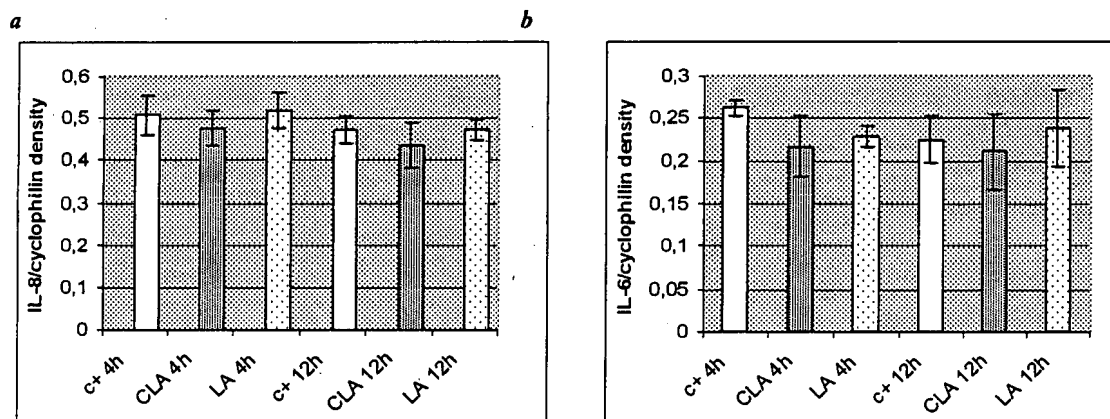 a
IL-8/cyclophilin density
0,6
0,5
0,4
0,3
0,2
0,1
0
c+ 4h
CLA 4h
LA 4h
c+ 12h
CLA 12h
LA 12h
b
IL-6/cyclophilin density
0,3
0,25
0,2
0,15
0,1
0,05
0
c+ 4h
CLA 4h
LA 4h
c+ 12h
CLA 12h
LA 12h